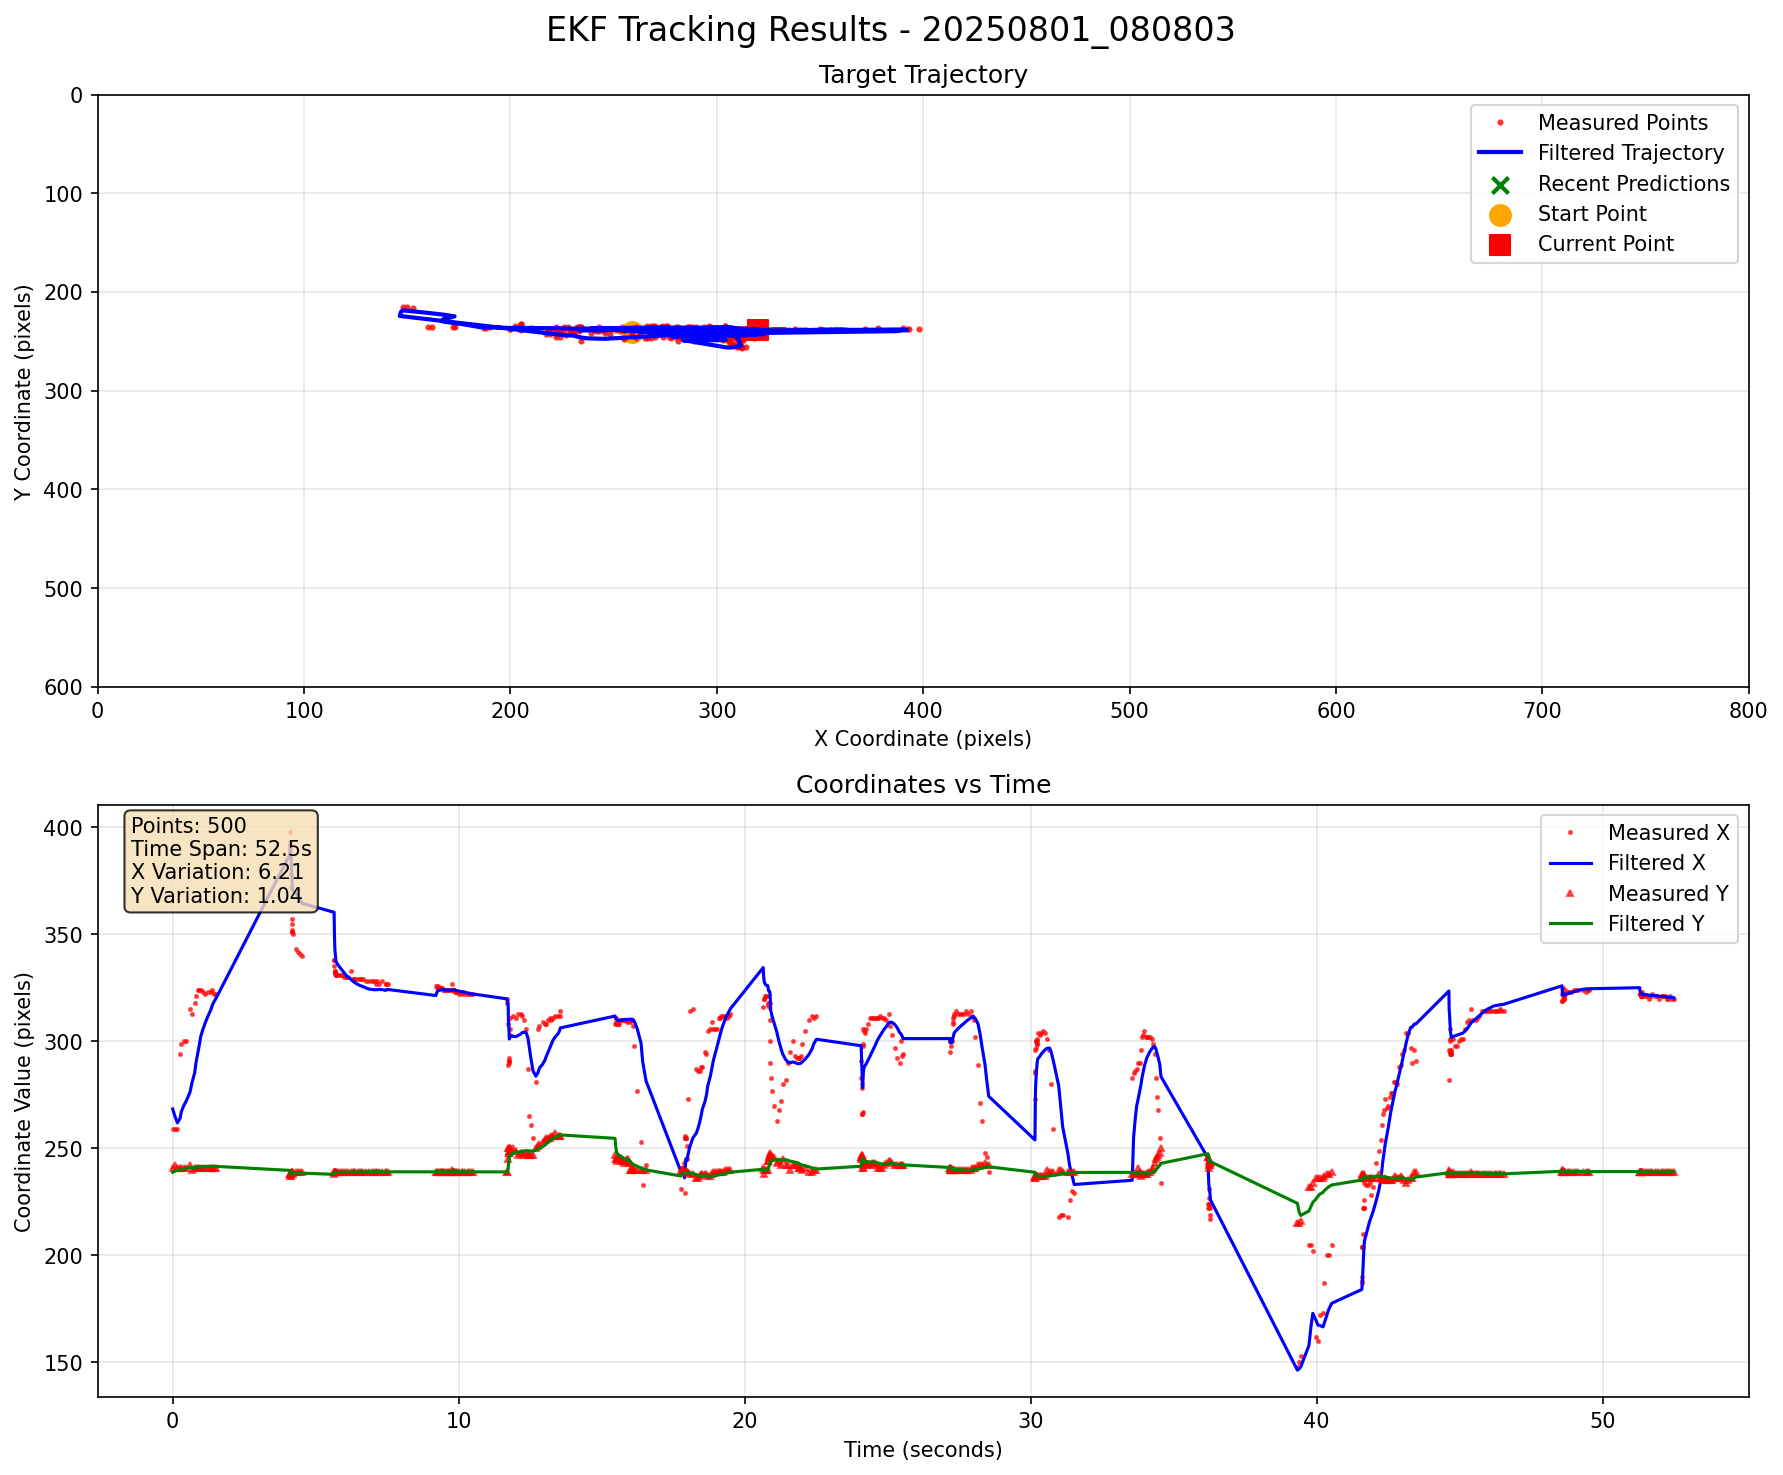 EKF Tracking Results - 20250801_080803
Target Trajectory
Y Coordinate (pixels)
0
100
200
300
400
500
600
Measured Points
Filtered Trajectory
Recent Predictions
Start Point
Current Point
0 100 200 300 400 500 600 700 800
X Coordinate (pixels)
Coordinates vs Time
Coordinate Value (pixels)
400
350
300
250
200
150
Points: 500
Time Span: 52.5s
X Variation: 6.21
Y Variation: 1.04
Measured X
Filtered X
Measured Y
Filtered Y
0 10 20 30 40 50
Time (seconds)